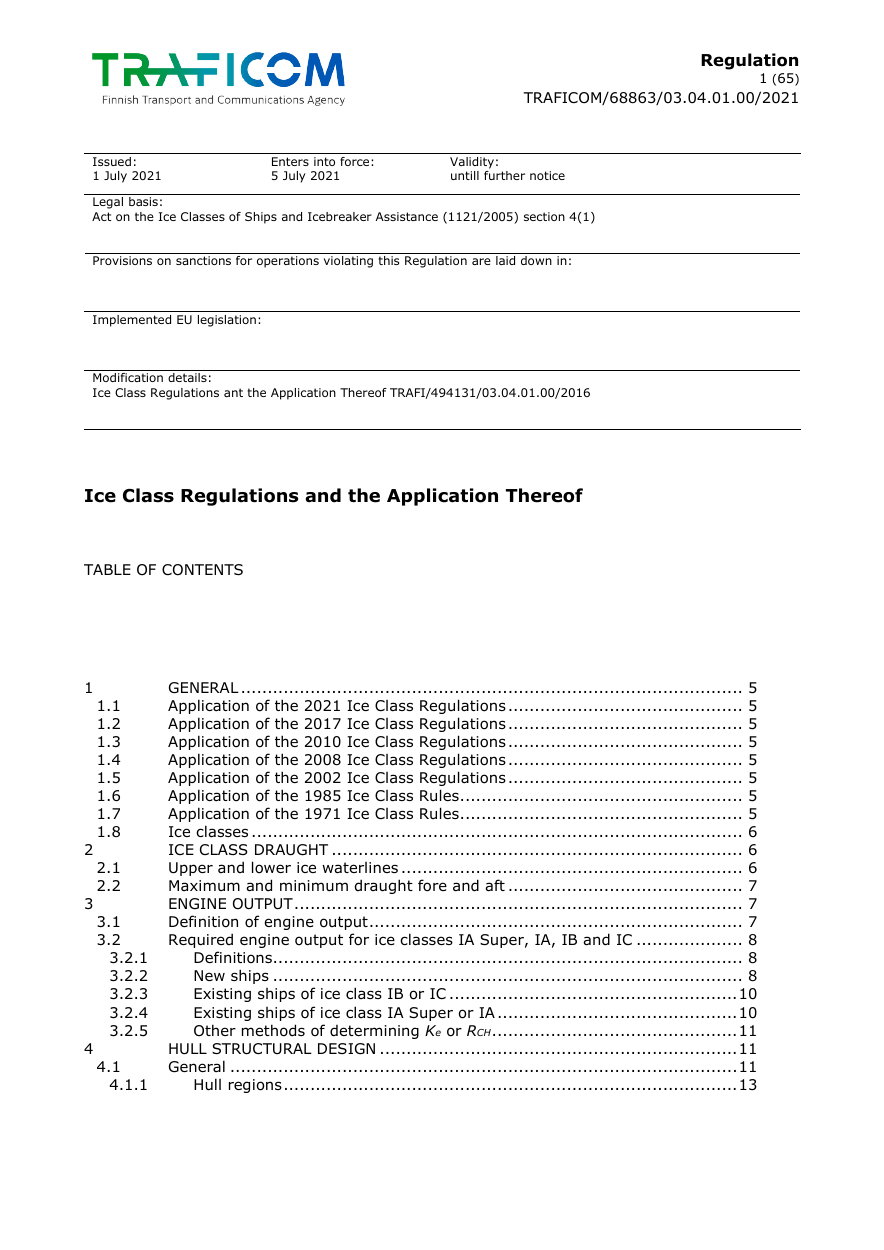 TRAFICOM
Finnish Transport and Communications Agency
Regulation
1 (65)
TRAFICOM/68863/03.04.01.00/2021
Issued: Enters into force: Validity:
1 July 2021 5 July 2021 untill further notice
Legal basis:
Act on the Ice Classes of Ships and Icebreaker Assistance (1121/2005) section 4(1)
Provisions on sanctions for operations violating this Regulation are laid down in:
Implemented EU legislation:
Modification details:
Ice Class Regulations ant the Application Thereof TRAFI/494131/03.04.01.00/2016
Ice Class Regulations and the Application Thereof
TABLE OF CONTENTS
1 GENERAL ........ 5
1.1 Application of the 2021 Ice Class Regulations ........ 5
1.2 Application of the 2017 Ice Class Regulations ........ 5
1.3 Application of the 2010 Ice Class Regulations ........ 5
1.4 Application of the 2008 Ice Class Regulations ........ 5
1.5 Application of the 2002 Ice Class Regulations ........ 5
1.6 Application of the 1985 Ice Class Rules ........ 5
1.7 Application of the 1971 Ice Class Rules ........ 5
1.8 Ice classes ........ 6
2 ICE CLASS DRAUGHT ........ 6
2.1 Upper and lower ice waterlines ........ 6
2.2 Maximum and minimum draught fore and aft ........ 7
3 ENGINE OUTPUT ........ 7
3.1 Definition of engine output ........ 7
3.2 Required engine output for ice classes IA Super, IA, IB and IC ........ 8
3.2.1 Definitions ........ 8
3.2.2 New ships ........ 8
3.2.3 Existing ships of ice class IB or IC ........ 10
3.2.4 Existing ships of ice class IA Super or IA ........ 10
3.2.5 Other methods of determining Ke or RCH ........ 11
4 HULL STRUCTURAL DESIGN ........ 11
4.1 General ........ 11
4.1.1 Hull regions ........ 13